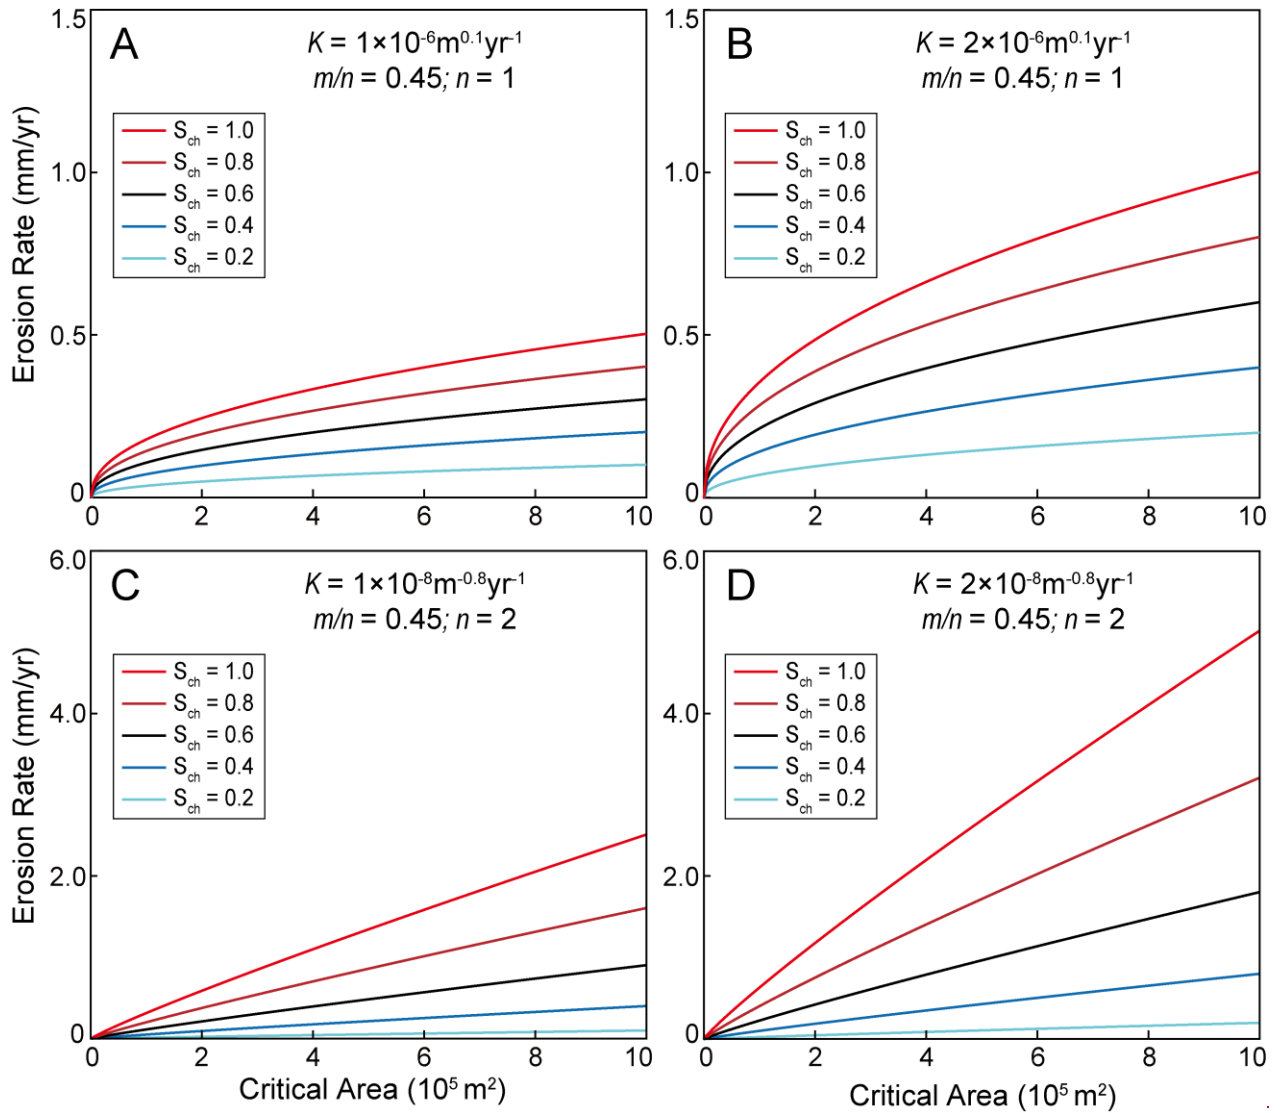 A
K = 1×10⁻⁶m⁰·¹yr⁻¹
m/n = 0.45; n = 1
S_ch = 1.0
S_ch = 0.8
S_ch = 0.6
S_ch = 0.4
S_ch = 0.2
Erosion Rate (mm/yr)
1.5
1.0
0.5
0
0 2 4 6 8 10
B
K = 2×10⁻⁶m⁰·¹yr⁻¹
m/n = 0.45; n = 1
S_ch = 1.0
S_ch = 0.8
S_ch = 0.6
S_ch = 0.4
S_ch = 0.2
1.5
1.0
0.5
0
0 2 4 6 8 10
C
K = 1×10⁻⁸m⁻⁰·⁸yr⁻¹
m/n = 0.45; n = 2
S_ch = 1.0
S_ch = 0.8
S_ch = 0.6
S_ch = 0.4
S_ch = 0.2
Erosion Rate (mm/yr)
6.0
4.0
2.0
0
0 2 4 6 8 10
Critical Area (10⁵ m²)
D
K = 2×10⁻⁸m⁻⁰·⁸yr⁻¹
m/n = 0.45; n = 2
S_ch = 1.0
S_ch = 0.8
S_ch = 0.6
S_ch = 0.4
S_ch = 0.2
6.0
4.0
2.0
0
0 2 4 6 8 10
Critical Area (10⁵ m²)